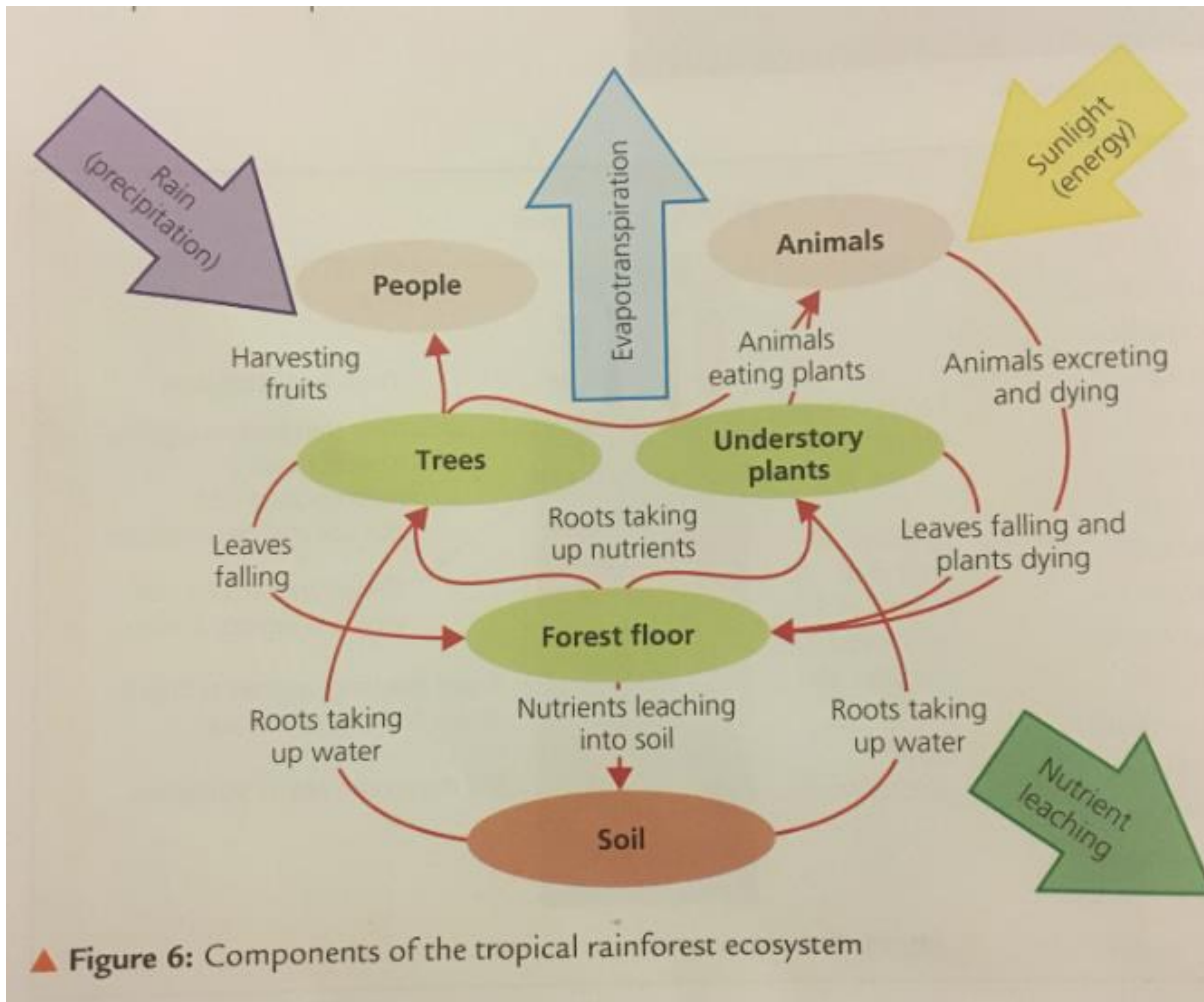 Rain
(precipitation)
Evapotranspiration
Sunlight
(energy)
People
Animals
Harvesting
fruits
Animals
eating plants
Animals excreting
and dying
Trees
Understory
plants
Leaves
falling
Roots taking
up nutrients
Leaves falling and
plants dying
Forest floor
Roots taking
up water
Nutrients leaching
into soil
Roots taking
up water
Nutrient
leaching
Soil
Figure 6: Components of the tropical rainforest ecosystem